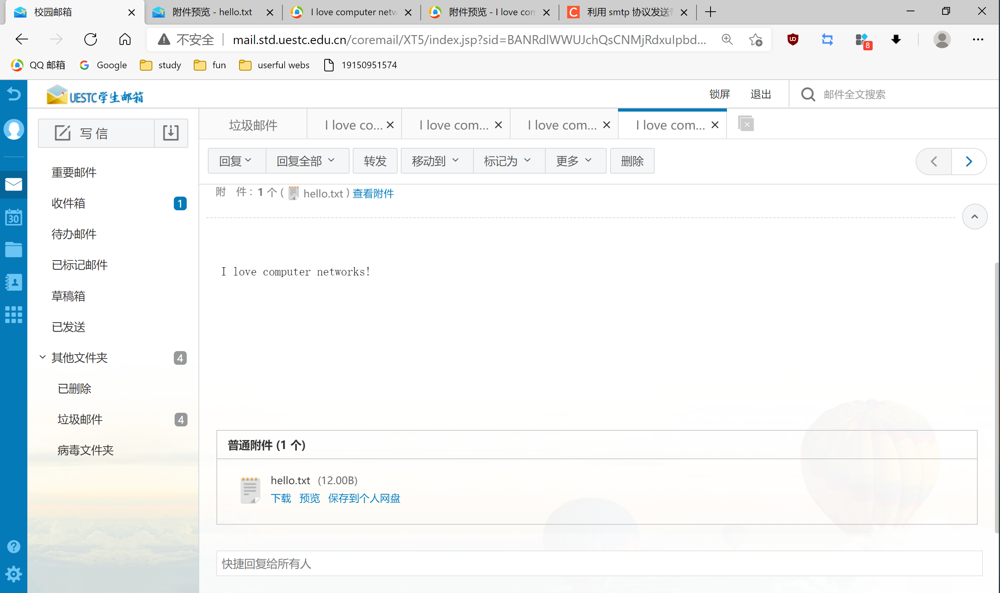 校园邮箱
附件预览 - hello.txt
I love computer netw
附件预览 - I love com
利用 smtp 协议发送带
不安全
mail.std.uestc.edu.cn/coremail/XT5/index.jsp?sid=BANRdlWWUJchQsCNMjRdxuIpbd...
8
QQ 邮箱
Google
study
fun
userful webs
19150951574
UESTC学生邮箱
锁屏
退出
邮件全文搜索
写 信
垃圾邮件
I love co...
I love com...
I love com...
I love com...
回复
回复全部
转发
移动到
标记为
更多
删除
重要邮件
收件箱 1
待办邮件
已标记邮件
草稿箱
已发送
其他文件夹 4
已删除
垃圾邮件 4
病毒文件夹
30
附 件：1 个 ( hello.txt ) 查看附件
I love computer networks!
普通附件 (1 个)
hello.txt (12.00B)
下载 预览 保存到个人网盘
快捷回复给所有人